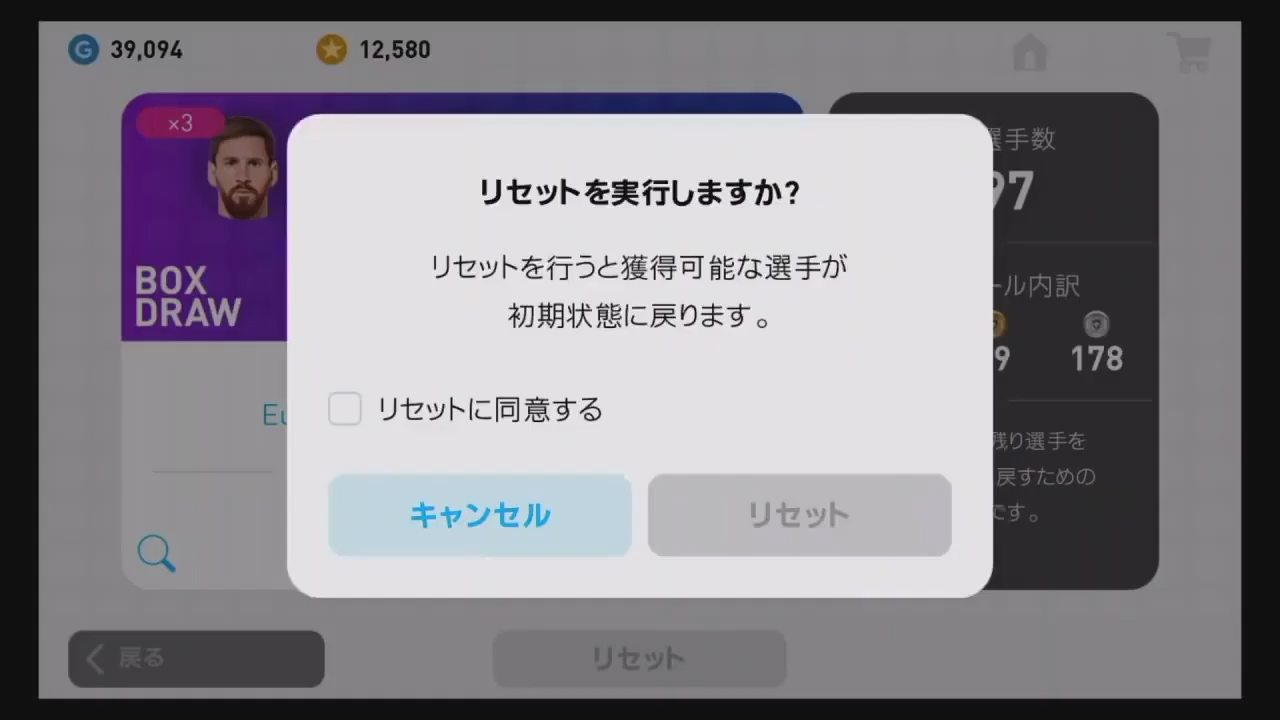 39,094
12,580
×3
BOX
DRAW
Eu
選手数
97
ール内訳
9
178
残り選手を
戻すための
です。
リセットを実行しますか?
リセットを行うと獲得可能な選手が
初期状態に戻ります。
リセットに同意する
キャンセル
リセット
戻る
リセット